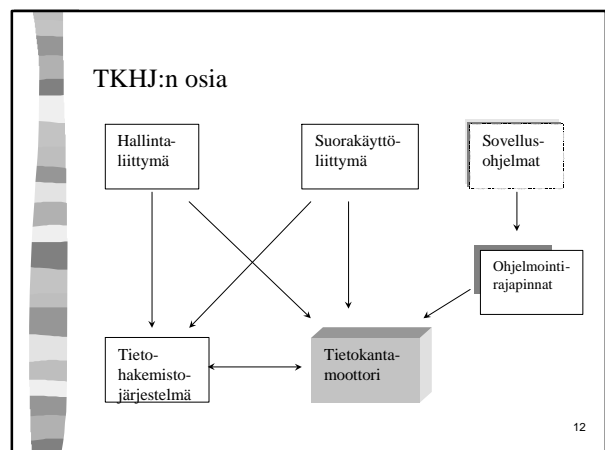 TKHJ:n osia
Hallinta-
liittymä
Suorakäyttö-
liittymä
Sovellus-
ohjelmat
Ohjelmointi-
rajapinnat
Tieto-
hakemisto-
järjestelmä
Tietokanta-
moottori
12